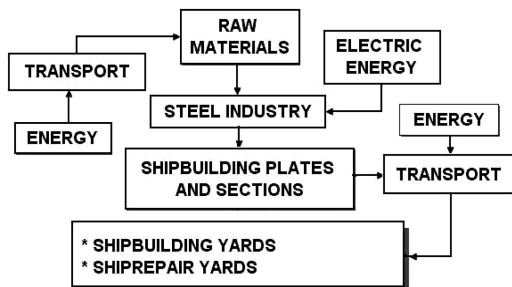 RAW
MATERIALS
ELECTRIC
ENERGY
TRANSPORT
STEEL INDUSTRY
ENERGY
ENERGY
SHIPBUILDING PLATES
AND SECTIONS
TRANSPORT
* SHIPBUILDING YARDS
* SHIPREPAIR YARDS